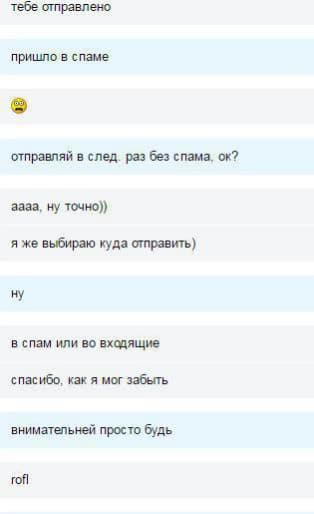 тебе отправлено
пришло в спаме
отправляй в след. раз без спама, ок?
аааа, ну точно))
я же выбираю куда отправить)
ну
в спам или во входящие
спасибо, как я мог забыть
внимательней просто будь
rofl